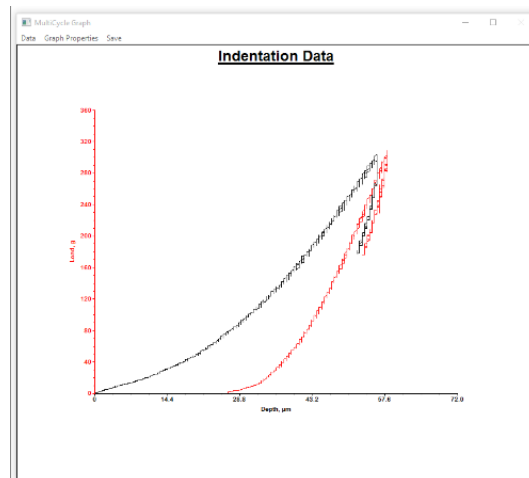 MultiCycle Graph
Data Graph Properties Save
Indentation Data
360
320
280
240
200
160
120
80
40
0
Load, g
0 14.4 28.8 43.2 57.6 72.0
Depth, µm